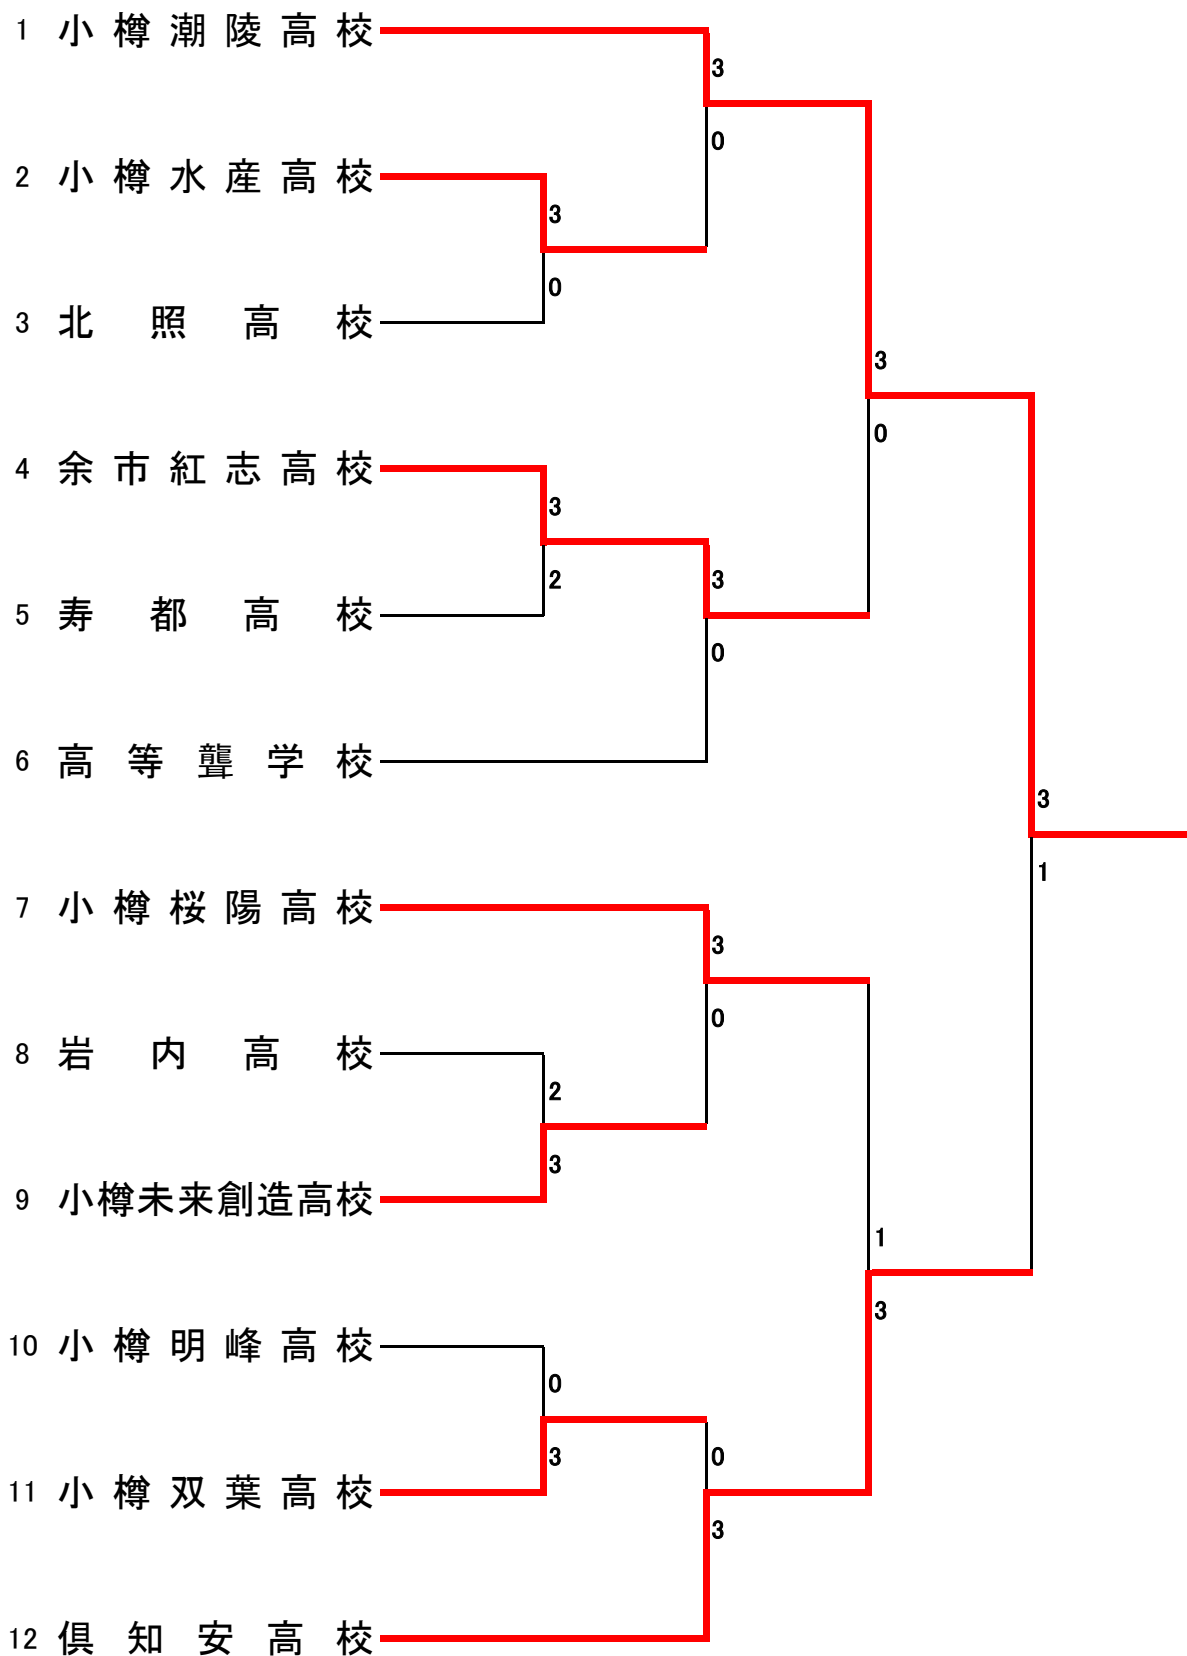 1 小樽潮陵高校
3
0
2 小樽水産高校
3
0
3 北照高校
3
0
4 余市紅志高校
3
2
3
5 寿都高校
0
6 高等聾学校
3
1
7 小樽桜陽高校
3
0
8 岩内高校
2
3
9 小樽未来創造高校
1
3
10 小樽明峰高校
0
3
0
11 小樽双葉高校
3
12 倶知安高校